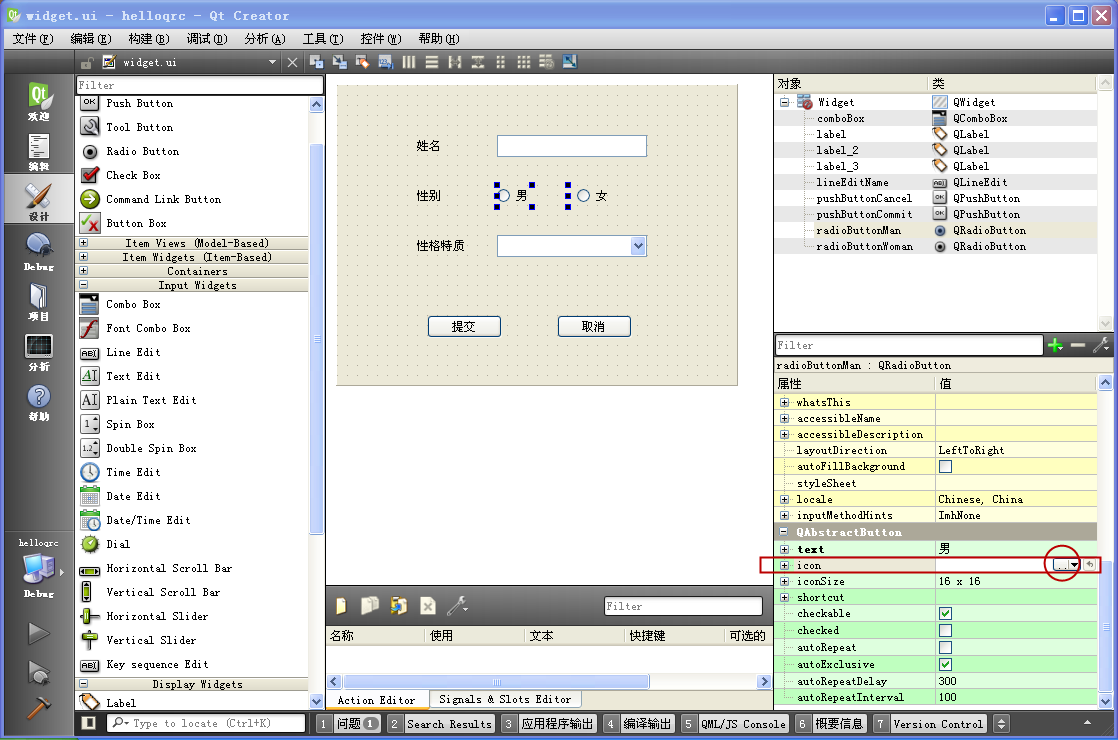 widget.ui - helloqrc - Qt Creator
文件(F) 编辑(E) 构建(B) 调试(D) 分析(A) 工具(T) 控件(W) 帮助(H)
widget.ui
Qt
欢迎
编辑
设计
Debug
项目
分析
帮助
helloqrc
Debug
Filter
Push Button
Tool Button
Radio Button
Check Box
Command Link Button
Button Box
Item Views (Model-Based)
Item Widgets (Item-Based)
Containers
Input Widgets
Combo Box
Font Combo Box
Line Edit
Text Edit
Plain Text Edit
Spin Box
Double Spin Box
Time Edit
Date Edit
Date/Time Edit
Dial
Horizontal Scroll Bar
Vertical Scroll Bar
Horizontal Slider
Vertical Slider
Key sequence Edit
Display Widgets
Label
姓名
性别 男 女
性格特质
提交 取消
Filter
名称 使用 文本 快捷键 可选的
Action Editor Signals & Slots Editor
对象 类
Widget QWidget
comboBox QComboBox
label QLabel
label_2 QLabel
label_3 QLabel
lineEditName QLineEdit
pushButtonCancel QPushButton
pushButtonCommit QPushButton
radioButtonMan QRadioButton
radioButtonWoman QRadioButton
Filter
radioButtonMan : QRadioButton
属性 值
whatsThis
accessibleName
accessibleDescription
layoutDirection LeftToRight
autoFillBackground
styleSheet
locale Chinese, China
inputMethodHints ImhNone
QAbstractButton
text 男
icon ...
iconSize 16 x 16
shortcut
checkable
checked
autoRepeat
autoExclusive
autoRepeatDelay 300
autoRepeatInterval 100
Type to locate (Ctrl+K) 1 问题 1 2 Search Results 3 应用程序输出 4 编译输出 5 QML/JS Console 6 概要信息 7 Version Control